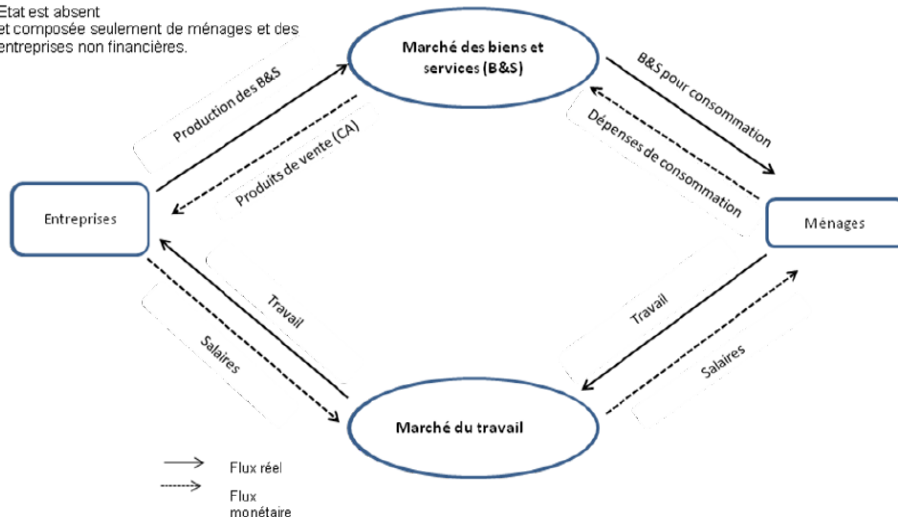 Etat est absent
et composée seulement de ménages et des
entreprises non financières.
Marché des biens et
services (B&S)
Production des B&S
Produits de vente (CA)
B&S pour consommation
Dépenses de consommation
Entreprises
Ménages
Travail
Salaires
Travail
Salaires
Marché du travail
Flux réel
Flux
monétaire